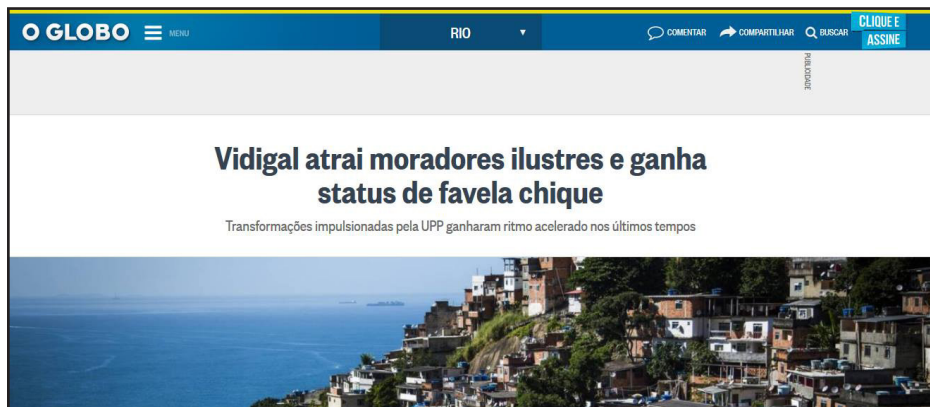 O GLOBO MENU RIO COMENTAR COMPARTILHAR BUSCAR CLIQUE E
ASSINE
PUBLICIDADE
Vidigal atrai moradores ilustres e ganha
status de favela chique
Transformações impulsionadas pela UPP ganharam ritmo acelerado nos últimos tempos